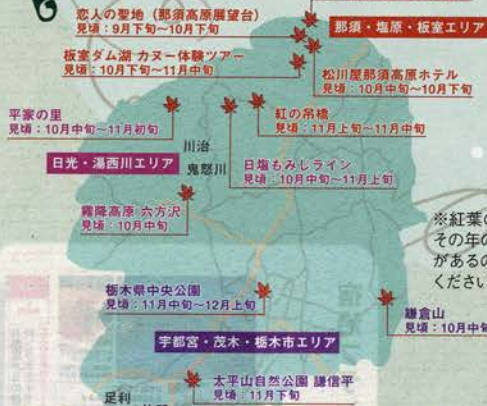 恋人の聖地（那須高原展望台）
見頃：9月下旬〜10月下旬
那須・塩原・板室エリア
板室ダム湖 カヌー体験ツアー
見頃：10月下旬〜11月中旬
松川屋那須高原ホテル
見頃：10月中旬〜10月下旬
平家の里
見頃：10月中旬〜11月初旬
紅の吊橋
見頃：11月上旬〜11月中旬
川治
日光・湯西川エリア
鬼怒川
日塩もみじライン
見頃：10月中旬〜11月上旬
霧降高原 六方沢
見頃：10月中旬
※紅葉の
その年の
があるの
ください
栃木県中央公園
見頃：11月中旬〜12月上旬
鎌倉山
見頃：10月中旬
宇都宮・茂木・栃木市エリア
太平山自然公園 謙信平
見頃：11月下旬
足利